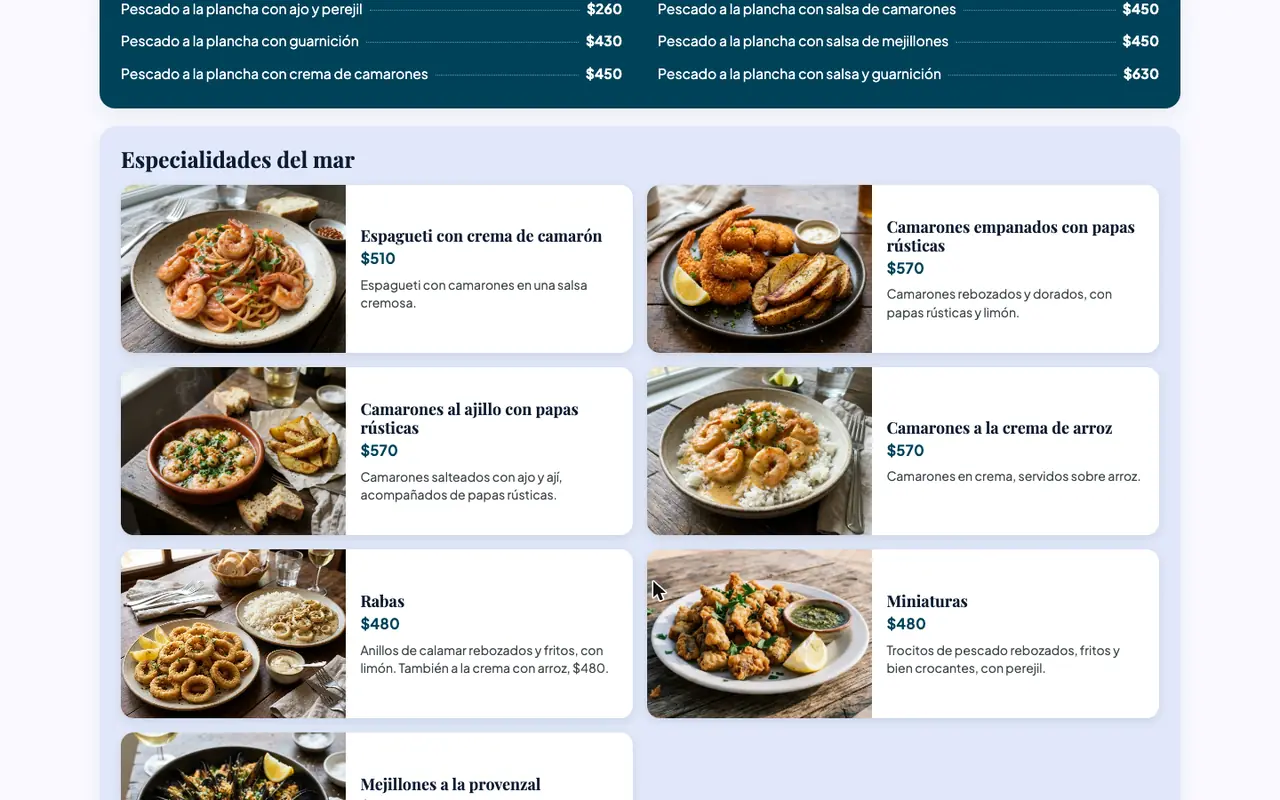 Pescado a la plancha con ajo y perejil $260
Pescado a la plancha con salsa de camarones $450
Pescado a la plancha con guarnición $430
Pescado a la plancha con salsa de mejillones $450
Pescado a la plancha con crema de camarones $450
Pescado a la plancha con salsa y guarnición $630
Especialidades del mar
Espagueti con crema de camarón
$510
Espagueti con camarones en una salsa
cremosa.
Camarones empanados con papas
rústicas
$570
Camarones rebozados y dorados, con
papas rústicas y limón.
Camarones al ajillo con papas
rústicas
$570
Camarones salteados con ajo y ají,
acompañados de papas rústicas.
Camarones a la crema de arroz
$570
Camarones en crema, servidos sobre arroz.
Rabas
$480
Anillos de calamar rebozados y fritos, con
limón. También a la crema con arroz, $480.
Miniaturas
$480
Trocitos de pescado rebozados, fritos y
bien crocantes, con perejil.
Mejillones a la provenzal